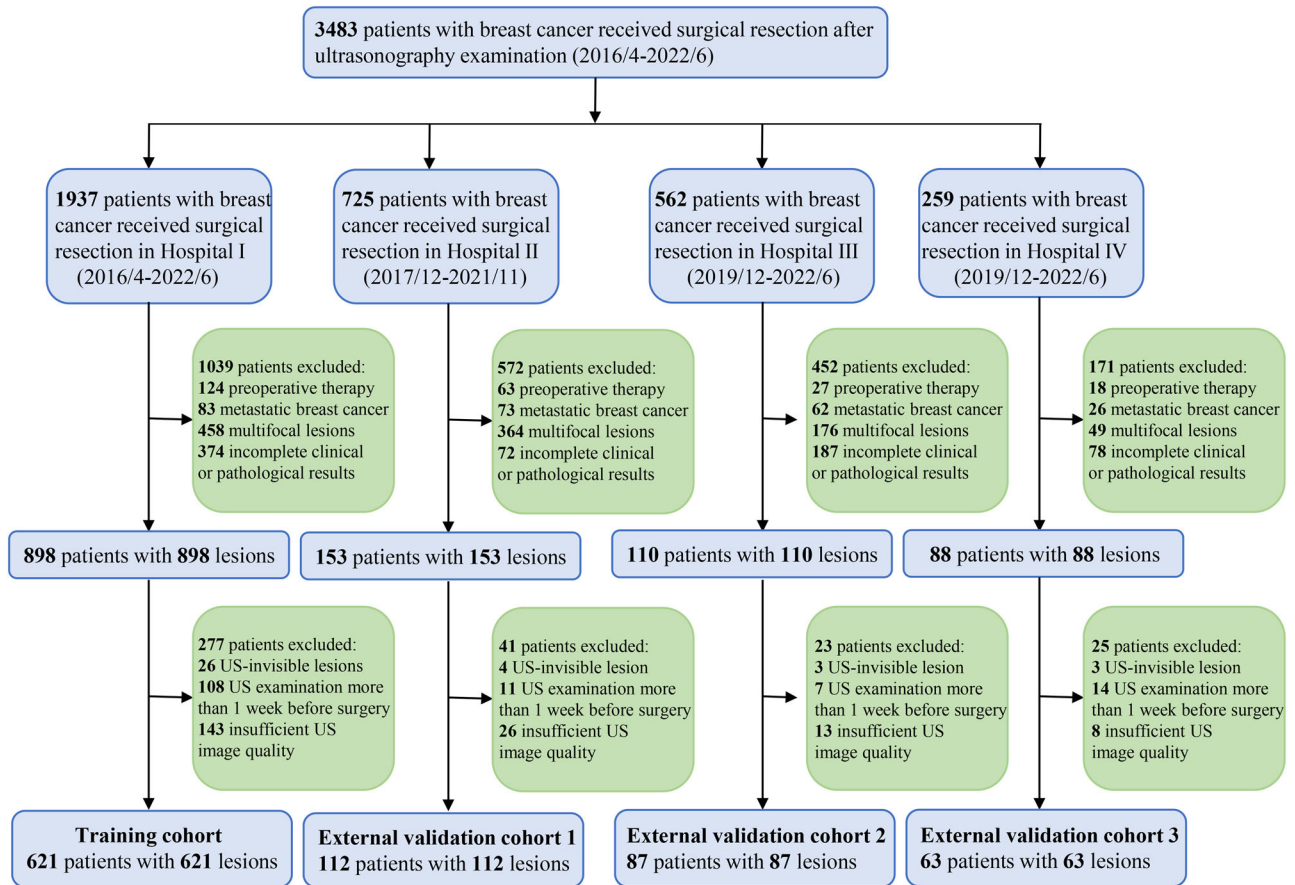 3483 patients with breast cancer received surgical resection after
ultrasonography examination (2016/4-2022/6)
1937 patients with breast
cancer received surgical
resection in Hospital I
(2016/4-2022/6)
725 patients with breast
cancer received surgical
resection in Hospital II
(2017/12-2021/11)
562 patients with breast
cancer received surgical
resection in Hospital III
(2019/12-2022/6)
259 patients with breast
cancer received surgical
resection in Hospital IV
(2019/12-2022/6)
1039 patients excluded:
124 preoperative therapy
83 metastatic breast cancer
458 multifocal lesions
374 incomplete clinical
or pathological results
572 patients excluded:
63 preoperative therapy
73 metastatic breast cancer
364 multifocal lesions
72 incomplete clinical
or pathological results
452 patients excluded:
27 preoperative therapy
62 metastatic breast cancer
176 multifocal lesions
187 incomplete clinical
or pathological results
171 patients excluded:
18 preoperative therapy
26 metastatic breast cancer
49 multifocal lesions
78 incomplete clinical
or pathological results
898 patients with 898 lesions
153 patients with 153 lesions
110 patients with 110 lesions
88 patients with 88 lesions
277 patients excluded:
26 US-invisible lesions
108 US examination more
than 1 week before surgery
143 insufficient US
image quality
41 patients excluded:
4 US-invisible lesion
11 US examination more
than 1 week before surgery
26 insufficient US
image quality
23 patients excluded:
3 US-invisible lesion
7 US examination more
than 1 week before surgery
13 insufficient US
image quality
25 patients excluded:
3 US-invisible lesion
14 US examination more
than 1 week before surgery
8 insufficient US
image quality
Training cohort
621 patients with 621 lesions
External validation cohort 1
112 patients with 112 lesions
External validation cohort 2
87 patients with 87 lesions
External validation cohort 3
63 patients with 63 lesions